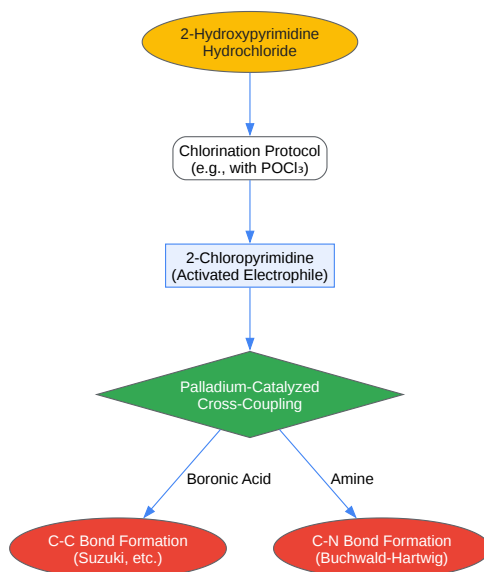 2-Hydroxypyrimidine
Hydrochloride
Chlorination Protocol
(e.g., with POCl₃)
2-Chloropyrimidine
(Activated Electrophile)
Palladium-Catalyzed
Cross-Coupling
Boronic Acid
Amine
C-C Bond Formation
(Suzuki, etc.)
C-N Bond Formation
(Buchwald-Hartwig)